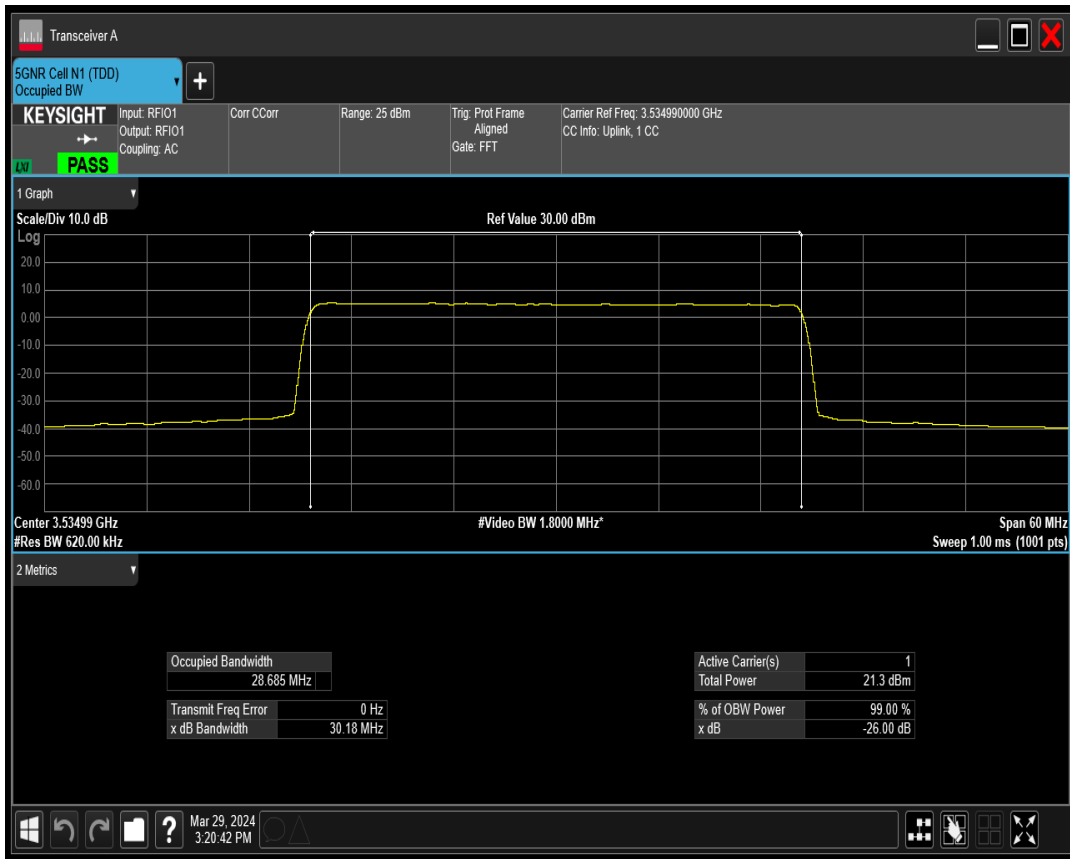 Transceiver A
5GNR Cell N1 (TDD)
Occupied BW
+
KEYSIGHT
LXI PASS
Input: RFIO1
Output: RFIO1
Coupling: AC
Corr CCorr
Range: 25 dBm
Trig: Prot Frame
Aligned
Gate: FFT
Carrier Ref Freq: 3.534990000 GHz
CC Info: Uplink, 1 CC
1 Graph
Scale/Div 10.0 dB
Ref Value 30.00 dBm
Log
20.0
10.0
0.00
-10.0
-20.0
-30.0
-40.0
-50.0
-60.0
Center 3.53499 GHz
#Video BW 1.8000 MHz*
Span 60 MHz
#Res BW 620.00 kHz
Sweep 1.00 ms (1001 pts)
2 Metrics
Occupied Bandwidth
28.685 MHz
Transmit Freq Error 0 Hz
x dB Bandwidth 30.18 MHz
Active Carrier(s) 1
Total Power 21.3 dBm
% of OBW Power 99.00 %
x dB -26.00 dB
?
Mar 29, 2024
3:20:42 PM